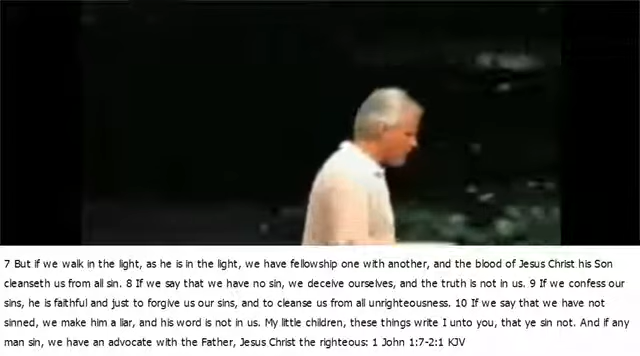 7 But if we walk in the light, as he is in the light, we have fellowship one with another, and the blood of Jesus Christ his Son
cleanseth us from all sin. 8 If we say that we have no sin, we deceive ourselves, and the truth is not in us. 9 If we confess our
sins, he is faithful and just to forgive us our sins, and to cleanse us from all unrighteousness. 10 If we say that we have not
sinned, we make him a liar, and his word is not in us. My little children, these things write I unto you, that ye sin not. And if any
man sin, we have an advocate with the Father, Jesus Christ the righteous: 1 John 1:7-2:1 KJV